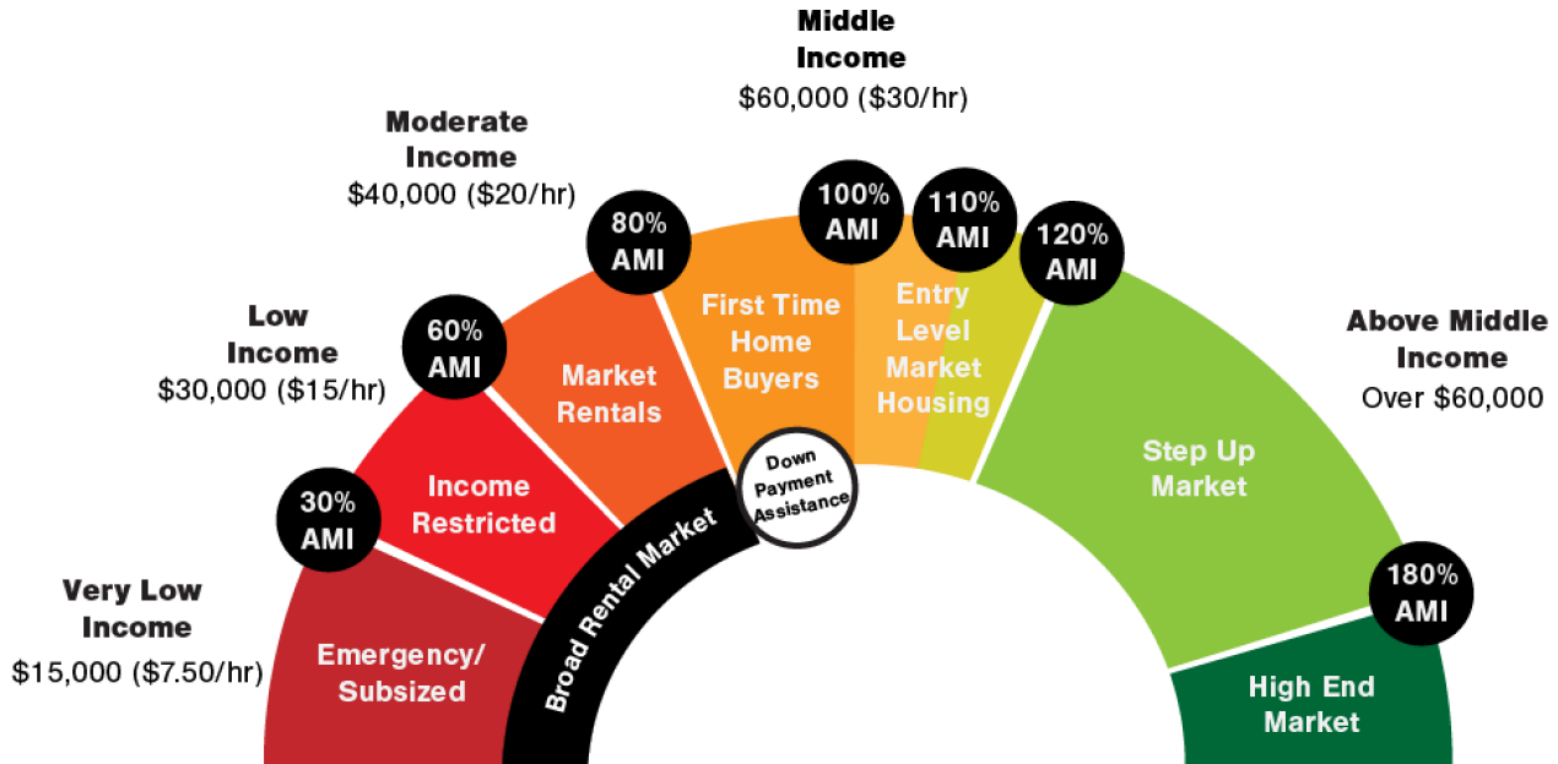 Middle
Income
$60,000 ($30/hr)
Moderate
Income
$40,000 ($20/hr)
Low
Income
$30,000 ($15/hr)
Very Low
Income
$15,000 ($7.50/hr)
Above Middle
Income
Over $60,000
30%
AMI
60%
AMI
80%
AMI
100%
AMI
110%
AMI
120%
AMI
180%
AMI
Emergency/
Subsized
Income
Restricted
Market
Rentals
First Time
Home
Buyers
Entry
Level
Market
Housing
Step Up
Market
High End
Market
Broad Rental Market
Down
Payment
Assistance